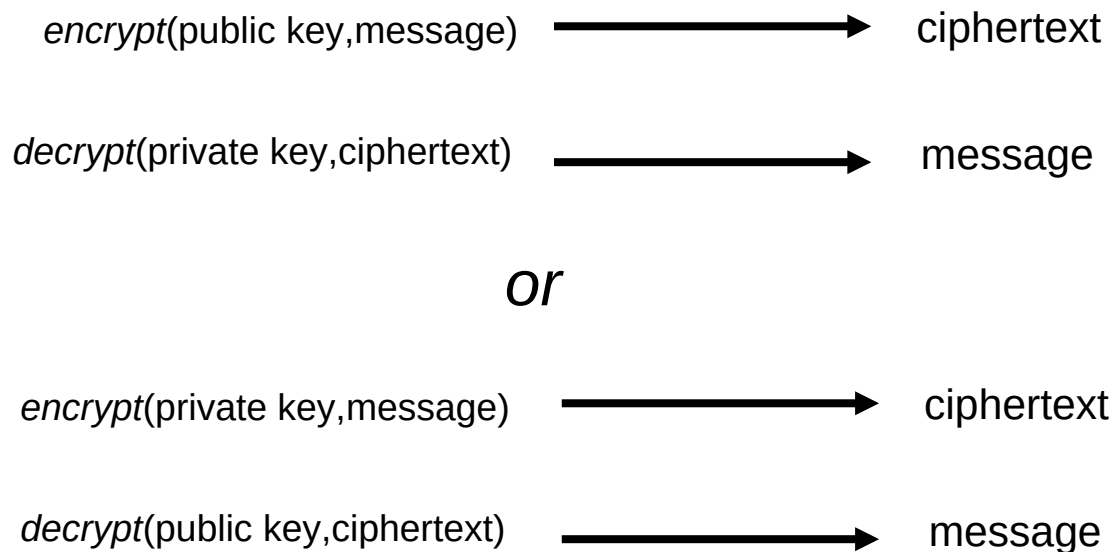 encrypt(public key,message) ciphertext
decrypt(private key,ciphertext) message
or
encrypt(private key,message) ciphertext
decrypt(public key,ciphertext) message